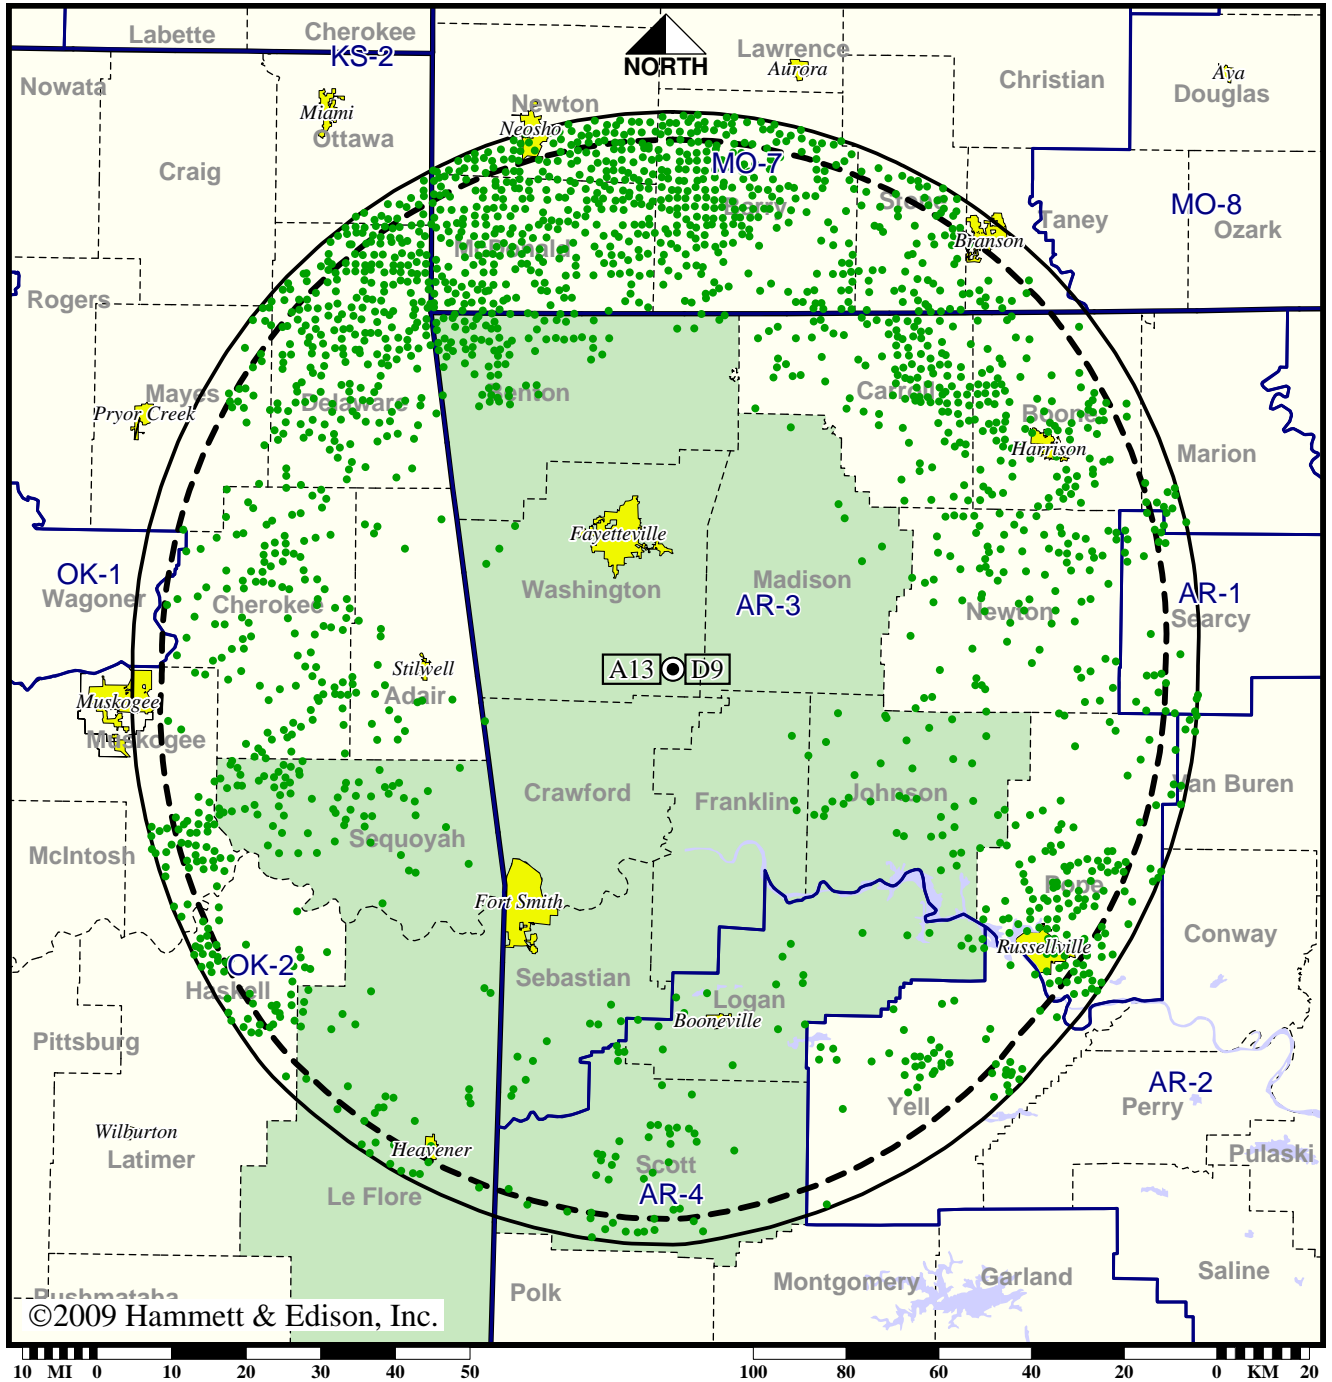 Labette
Cherokee
KS-2
NORTH
Lawrence
Aurora
Christian
Ava
Douglas
Nowata
Miami
Ottawa
Newton
Neosho
Craig
MO-7
MO-8
Barry
Stone
Taney
Ozark
Branson
McDonald
Rogers
Mayes
Pryor Creek
Delaware
Benton
Carroll
Boone
Harrison
Marion
Fayetteville
OK-1
Wagoner
Cherokee
Washington
Madison
AR-3
Newton
AR-1
Searcy
Stilwell
Adair
A13
D9
Muskogee
Muskogee
Crawford
Franklin
Johnson
Van Buren
McIntosh
Sequoyah
Pope
Fort Smith
Russellville
Conway
OK-2
Haskell
Sebastian
Logan
Booneville
Pittsburg
AR-2
Yell
Perry
Wilburton
Latimer
Heavener
Scott
Pulaski
Le Flore
AR-4
Saline
Polk
Montgomery
Garland
Pushmataha
©2009 Hammett & Edison, Inc.
10 MI 0 10 20 30 40 50
100 80 60 40 20 0 KM 20